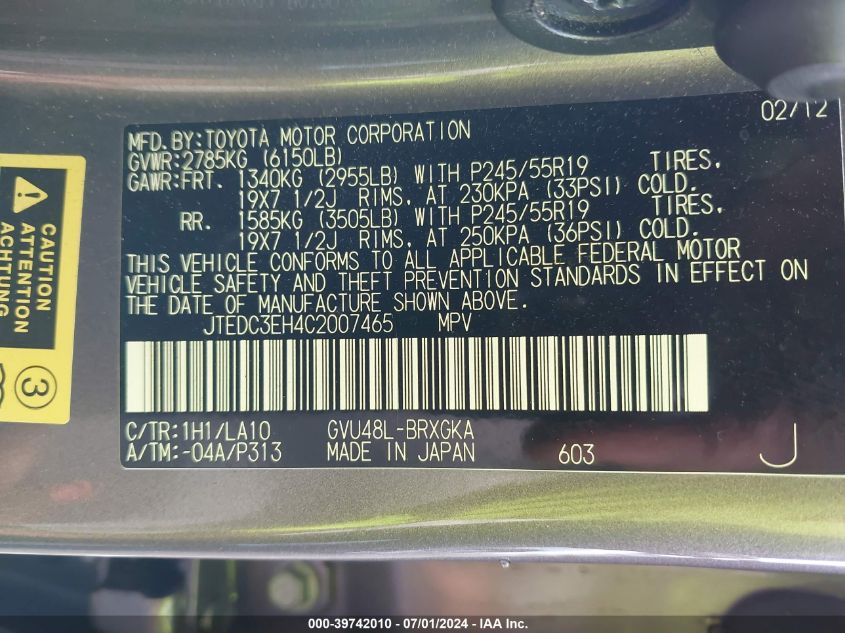 02/12
MFD.BY:TOYOTA MOTOR CORPORATION
GVWR:2785KG (6150LB)
GAWR:FRT. 1340KG (2955LB) WITH P245/55R19 TIRES,
19X7 1/2J RIMS, AT 230KPA (33PSI) COLD.
RR. 1585KG (3505LB) WITH P245/55R19 TIRES,
19X7 1/2J RIMS, AT 250KPA (36PSI) COLD.
THIS VEHICLE CONFORMS TO ALL APPLICABLE FEDERAL MOTOR
VEHICLE SAFETY AND THEFT PREVENTION STANDARDS IN EFFECT ON
THE DATE OF MANUFACTURE SHOWN ABOVE.
JTEDC3EH4C2007465 MPV
C/TR:1H1/LA10 GVU48L-BRXGKA
A/TM:-04A/P313 MADE IN JAPAN 603 J
CAUTION
ATTENTION
ACHTUNG
3
000-39742010 - 07/01/2024 - IAA Inc.